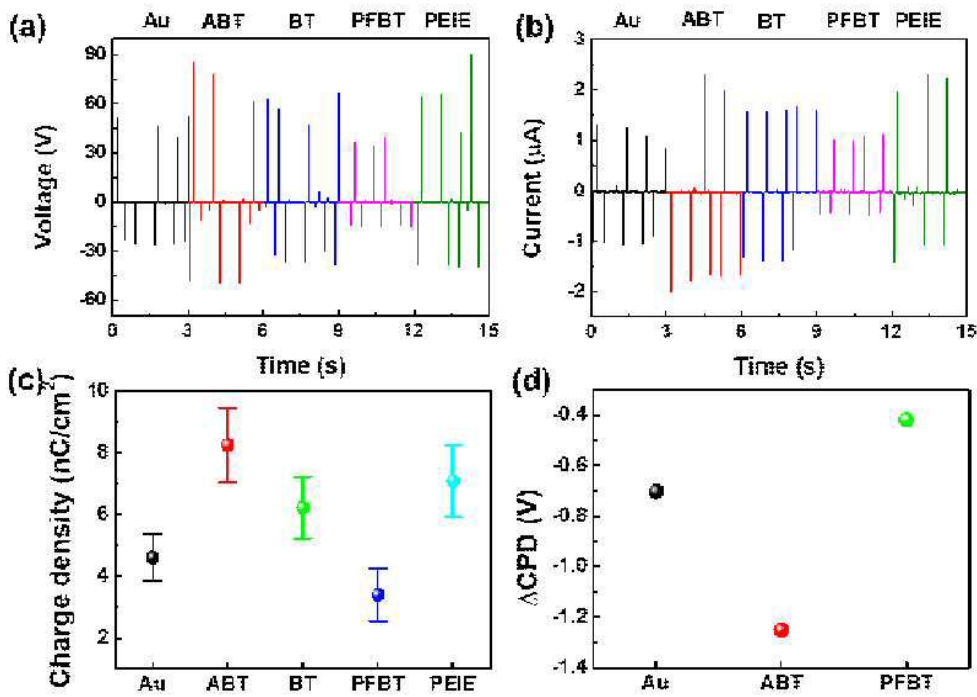 (a)
Au ABT BT PFBT PEIE
90
60
30
0
-30
-60
Voltage (V)
0 3 6 9 12 15
Time (s)
(b)
Au ABT BT PFBT PEIE
3
2
1
0
-1
-2
Current (μA)
0 3 6 9 12 15
Time (s)
(c)
10
8
6
4
2
Charge density (nC/cm²)
Au ABT BT PFBT PEIE
(d)
-0.4
-0.6
-0.8
-1.0
-1.2
-1.4
ΔCPD (V)
Au ABT PFBT